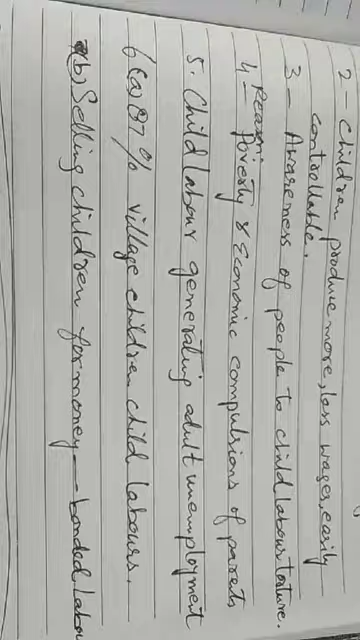 2 - Children produce more, less wages, easily
controllable.
3 - Awareness of people to child labour torture.
Reason:
4 - Poverty & Economic compulsions of parents
5. Child labour generating adult unemployment
6 (a) 87% village children child labours.
(b) Selling children for money - bonded labou